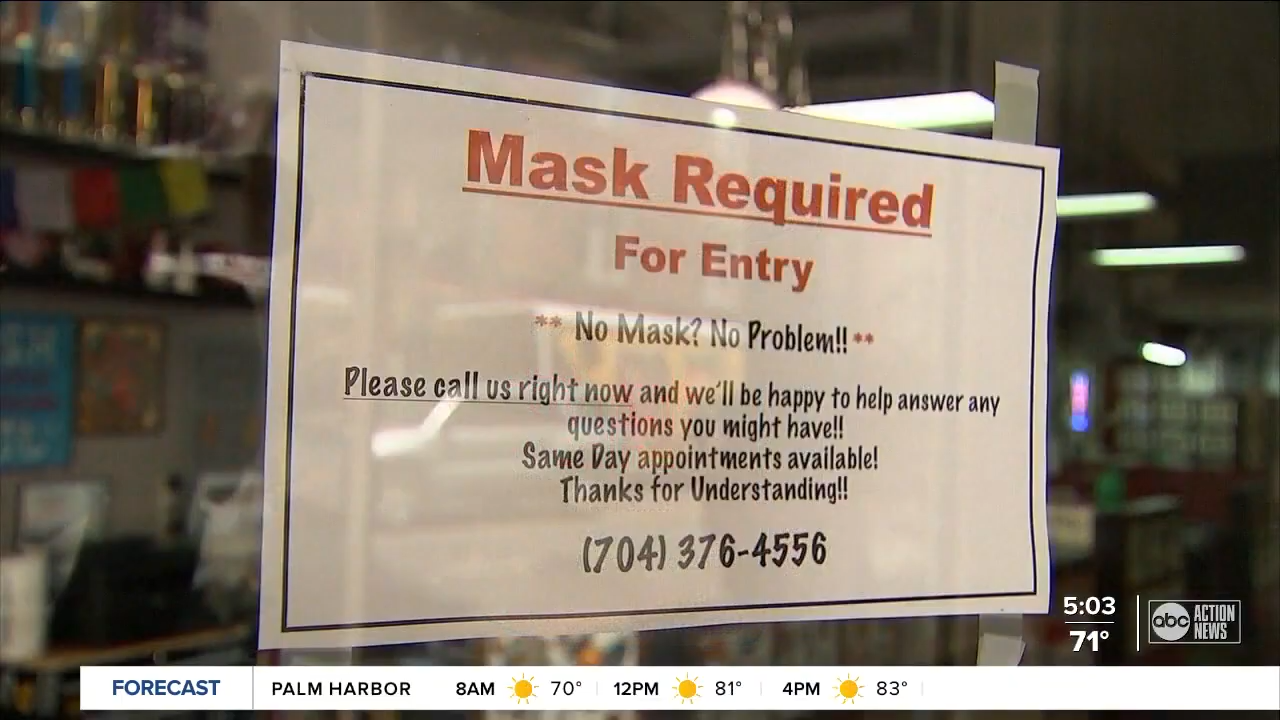 Mask Required
For Entry
** No Mask? No Problem!! **
Please call us right now and we'll be happy to help answer any
questions you might have!!
Same Day appointments available!
Thanks for Understanding!!
(704) 376-4556
5:03
71°
abc ACTION NEWS
FORECAST PALM HARBOR 8AM 70° 12PM 81° 4PM 83°